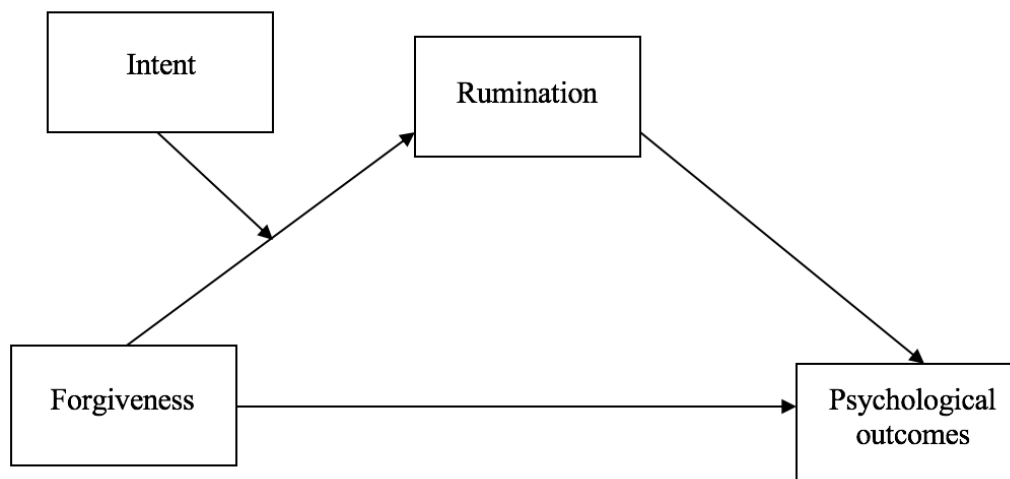 Intent
Rumination
Forgiveness
Psychological
outcomes